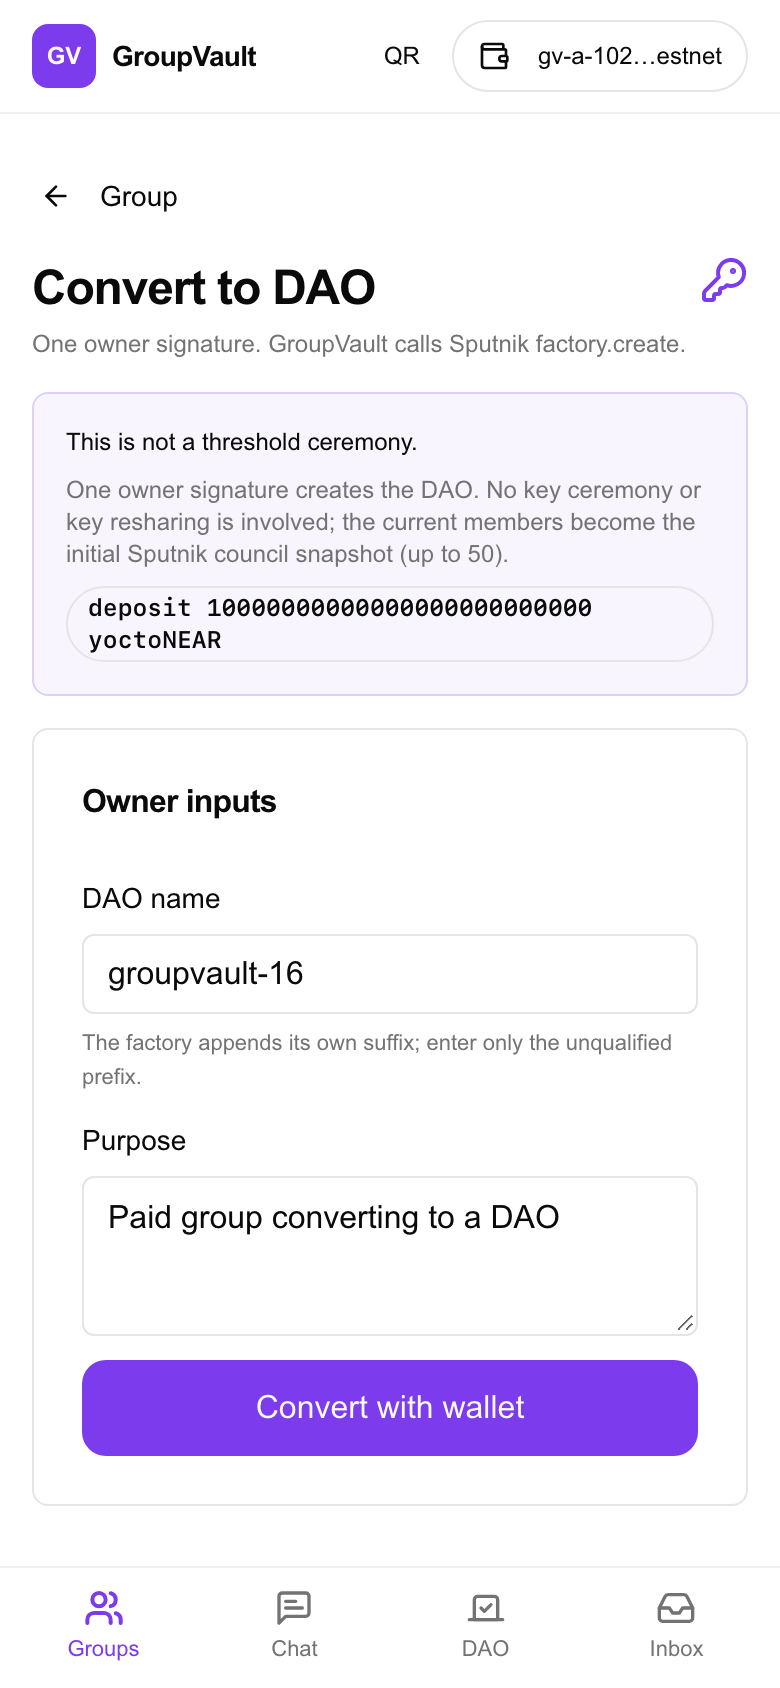 GV GroupVault QR gv-a-102…estnet
Group
Convert to DAO
One owner signature. GroupVault calls Sputnik factory.create.
This is not a threshold ceremony.
One owner signature creates the DAO. No key ceremony or
key resharing is involved; the current members become the
initial Sputnik council snapshot (up to 50).
deposit 10000000000000000000000000
yoctoNEAR
Owner inputs
DAO name
groupvault-16
The factory appends its own suffix; enter only the unqualified
prefix.
Purpose
Paid group converting to a DAO
Convert with wallet
Groups Chat DAO Inbox